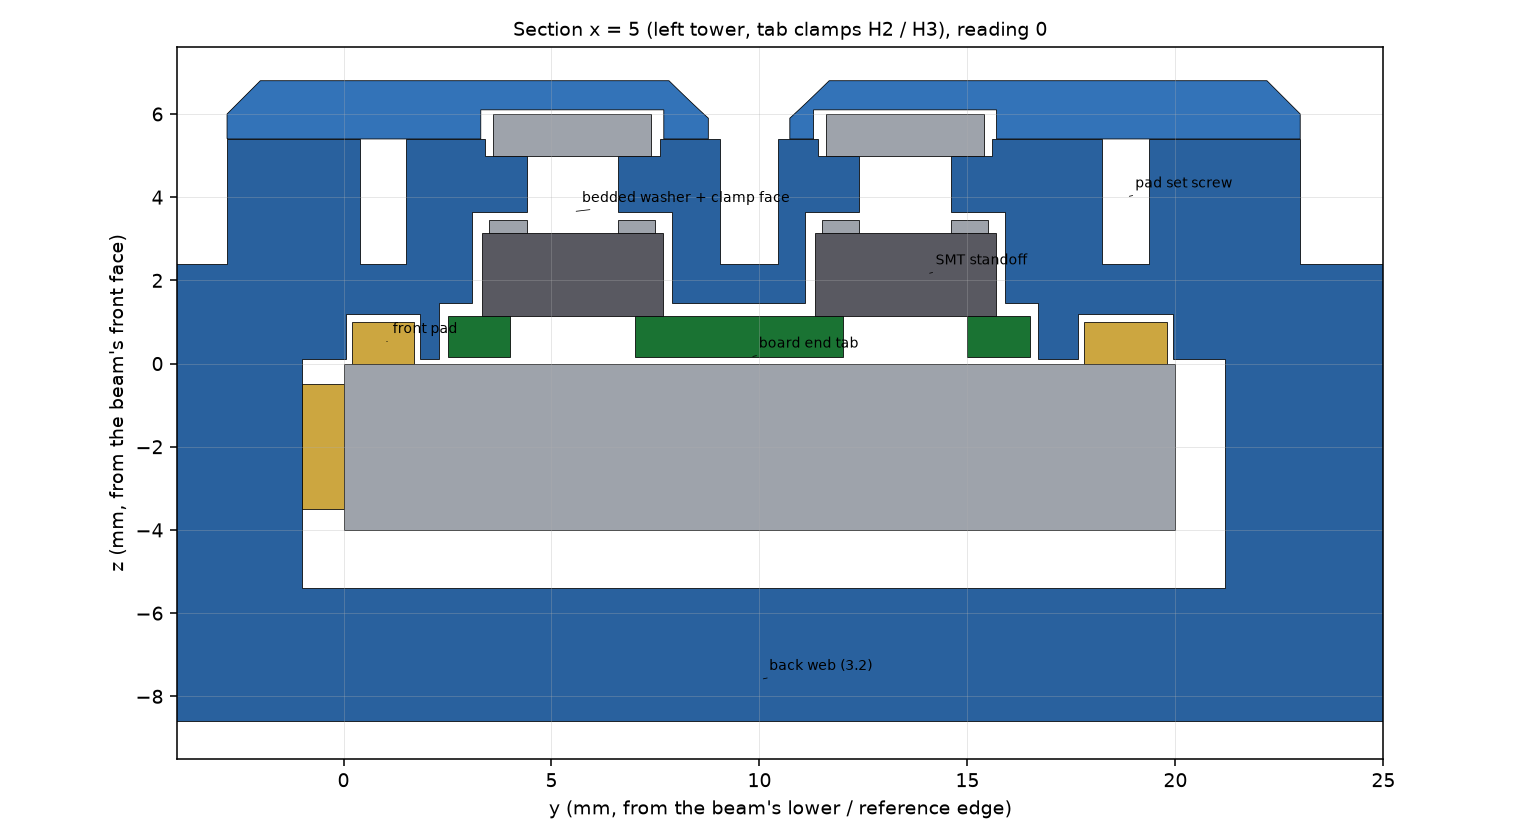 Section x = 5 (left tower, tab clamps H2 / H3), reading 0
z (mm, from the beam's front face)
6
4
2
0
−2
−4
−6
−8
pad set screw
bedded washer + clamp face
SMT standoff
front pad
board end tab
back web (3.2)
0
5
10
15
20
25
y (mm, from the beam's lower / reference edge)